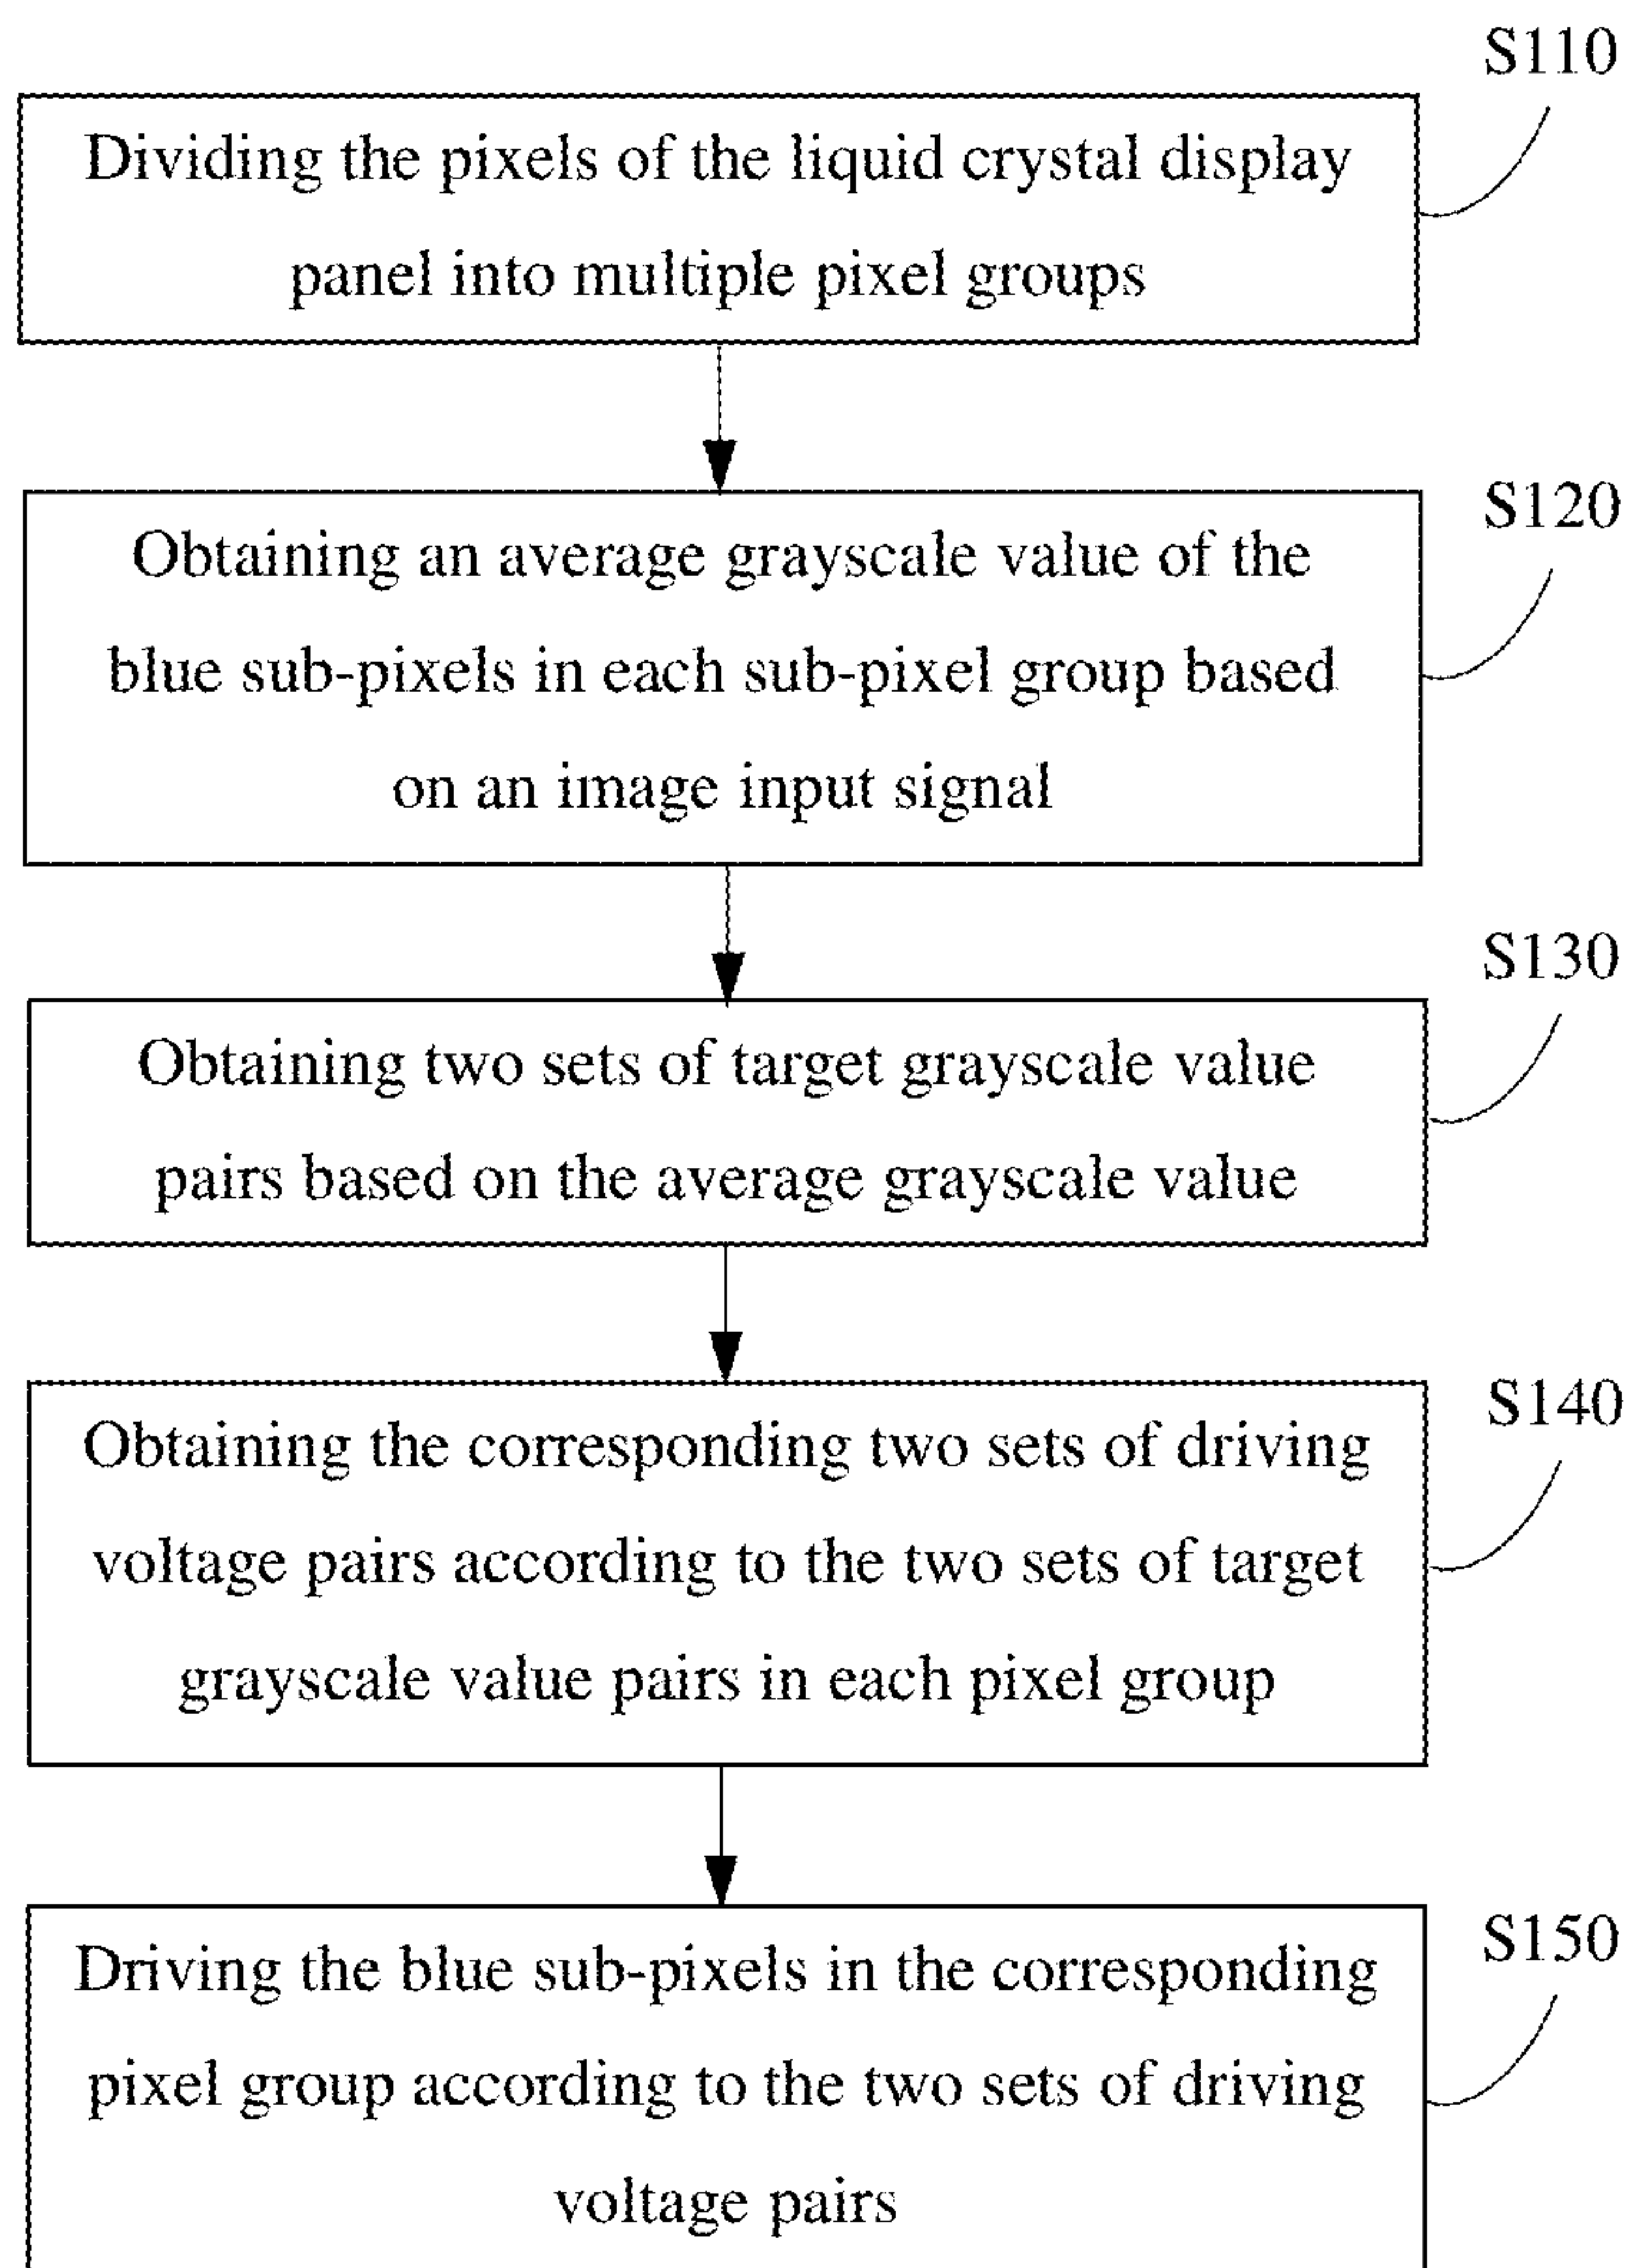 S110
Dividing the pixels of the liquid crystal display
panel into multiple pixel groups
S120
Obtaining an average grayscale value of the
blue sub-pixels in each sub-pixel group based
on an image input signal
S130
Obtaining two sets of target grayscale value
pairs based on the average grayscale value
S140
Obtaining the corresponding two sets of driving
voltage pairs according to the two sets of target
grayscale value pairs in each pixel group
S150
Driving the blue sub-pixels in the corresponding
pixel group according to the two sets of driving
voltage pairs